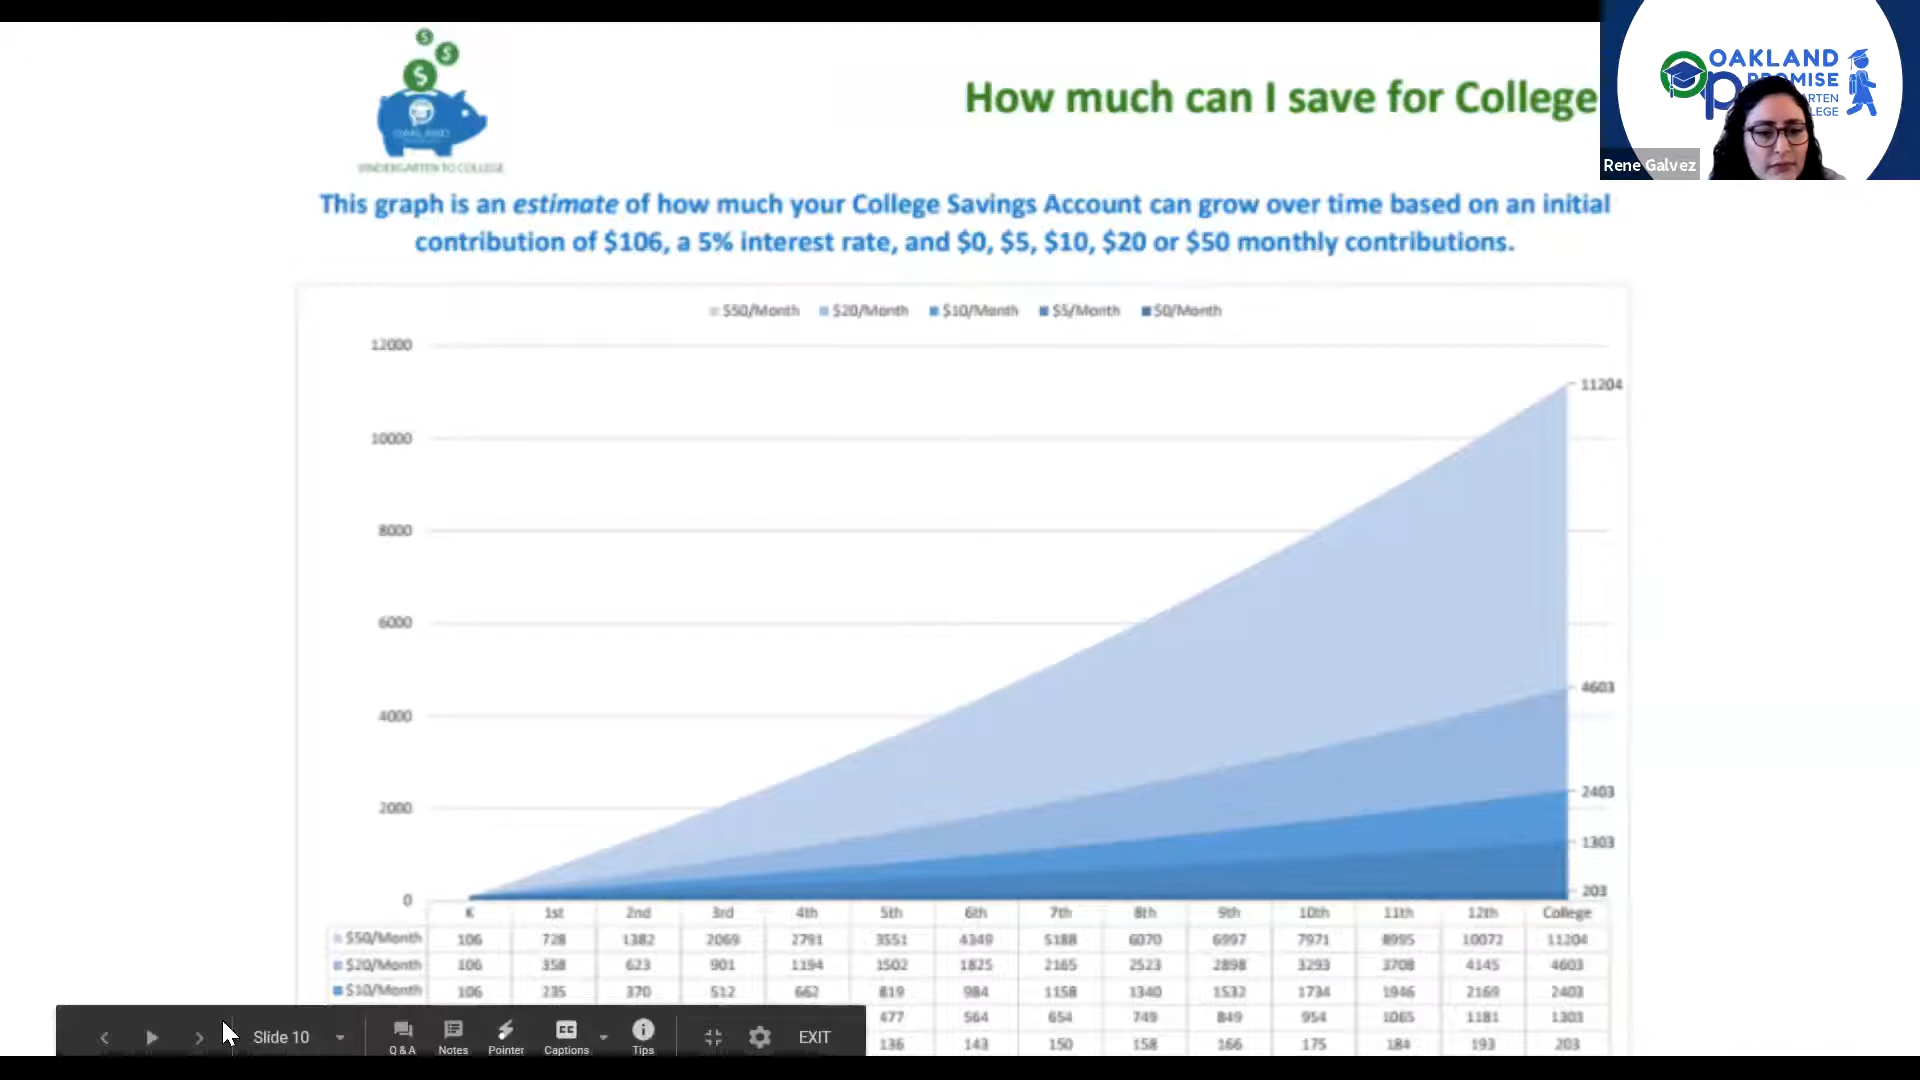 How much can I save for College
OAKLAND
PROMISE
ARTEN
LEGE
Rene Galvez
KINDERGARTEN TO COLLEGE
This graph is an estimate of how much your College Savings Account can grow over time based on an initial
contribution of $106, a 5% interest rate, and $0, $5, $10, $20 or $50 monthly contributions.
$50/Month $20/Month $10/Month $5/Month $0/Month
12000
11204
10000
8000
6000
4603
4000
2403
2000
1303
203
0
K 1st 2nd 3rd 4th 5th 6th 7th 8th 9th 10th 11th 12th College
$50/Month 106 728 1382 2069 2791 3551 4349 5188 6070 6997 7971 8995 10072 11204
$20/Month 106 358 623 901 1194 1502 1825 2165 2523 2898 3293 3708 4145 4603
$10/Month 106 235 370 512 662 819 984 1158 1340 1532 1734 1946 2169 2403
477 564 654 749 849 954 1065 1181 1303
136 143 150 158 166 175 184 193 203
Slide 10 Q & A Notes Pointer CC Captions Tips EXIT